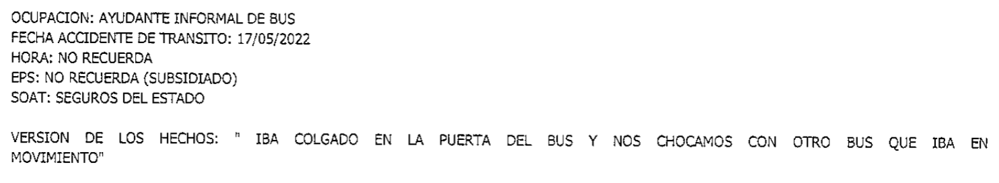 OCUPACION: AYUDANTE INFORMAL DE BUS
FECHA ACCIDENTE DE TRANSITO: 17/05/2022
HORA: NO RECUERDA
EPS: NO RECUERDA (SUBSIDIADO)
SOAT: SEGUROS DEL ESTADO
VERSION DE LOS HECHOS: " IBA COLGADO EN LA PUERTA DEL BUS Y NOS CHOCAMOS CON OTRO BUS QUE IBA EN
MOVIMIENTO"